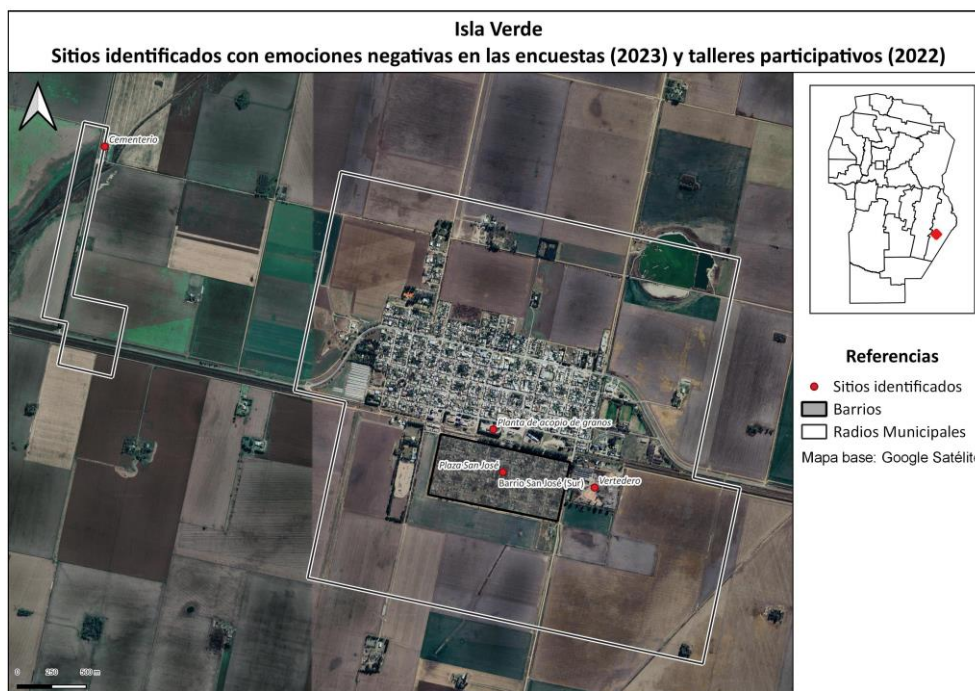 Isla Verde
Sitios identificados con emociones negativas en las encuestas (2023) y talleres participativos (2022)
Cementerio
Planta de acopio de granos
Plaza San José
Barrio San José (Sur)
Vertedero
0 250 500 m
Referencias
Sitios identificados
Barrios
Radios Municipales
Mapa base: Google Satélite